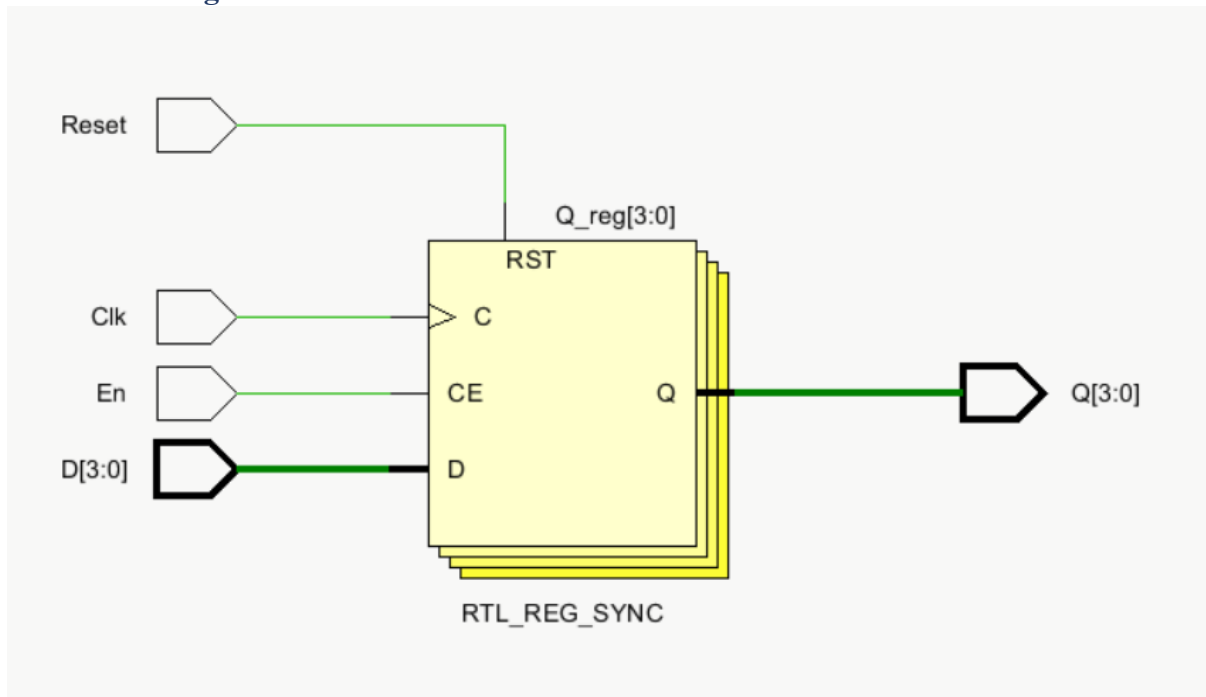 Reset
Q_reg[3:0]
RST
Clk
C
En
CE
Q
Q[3:0]
D[3:0]
D
RTL_REG_SYNC